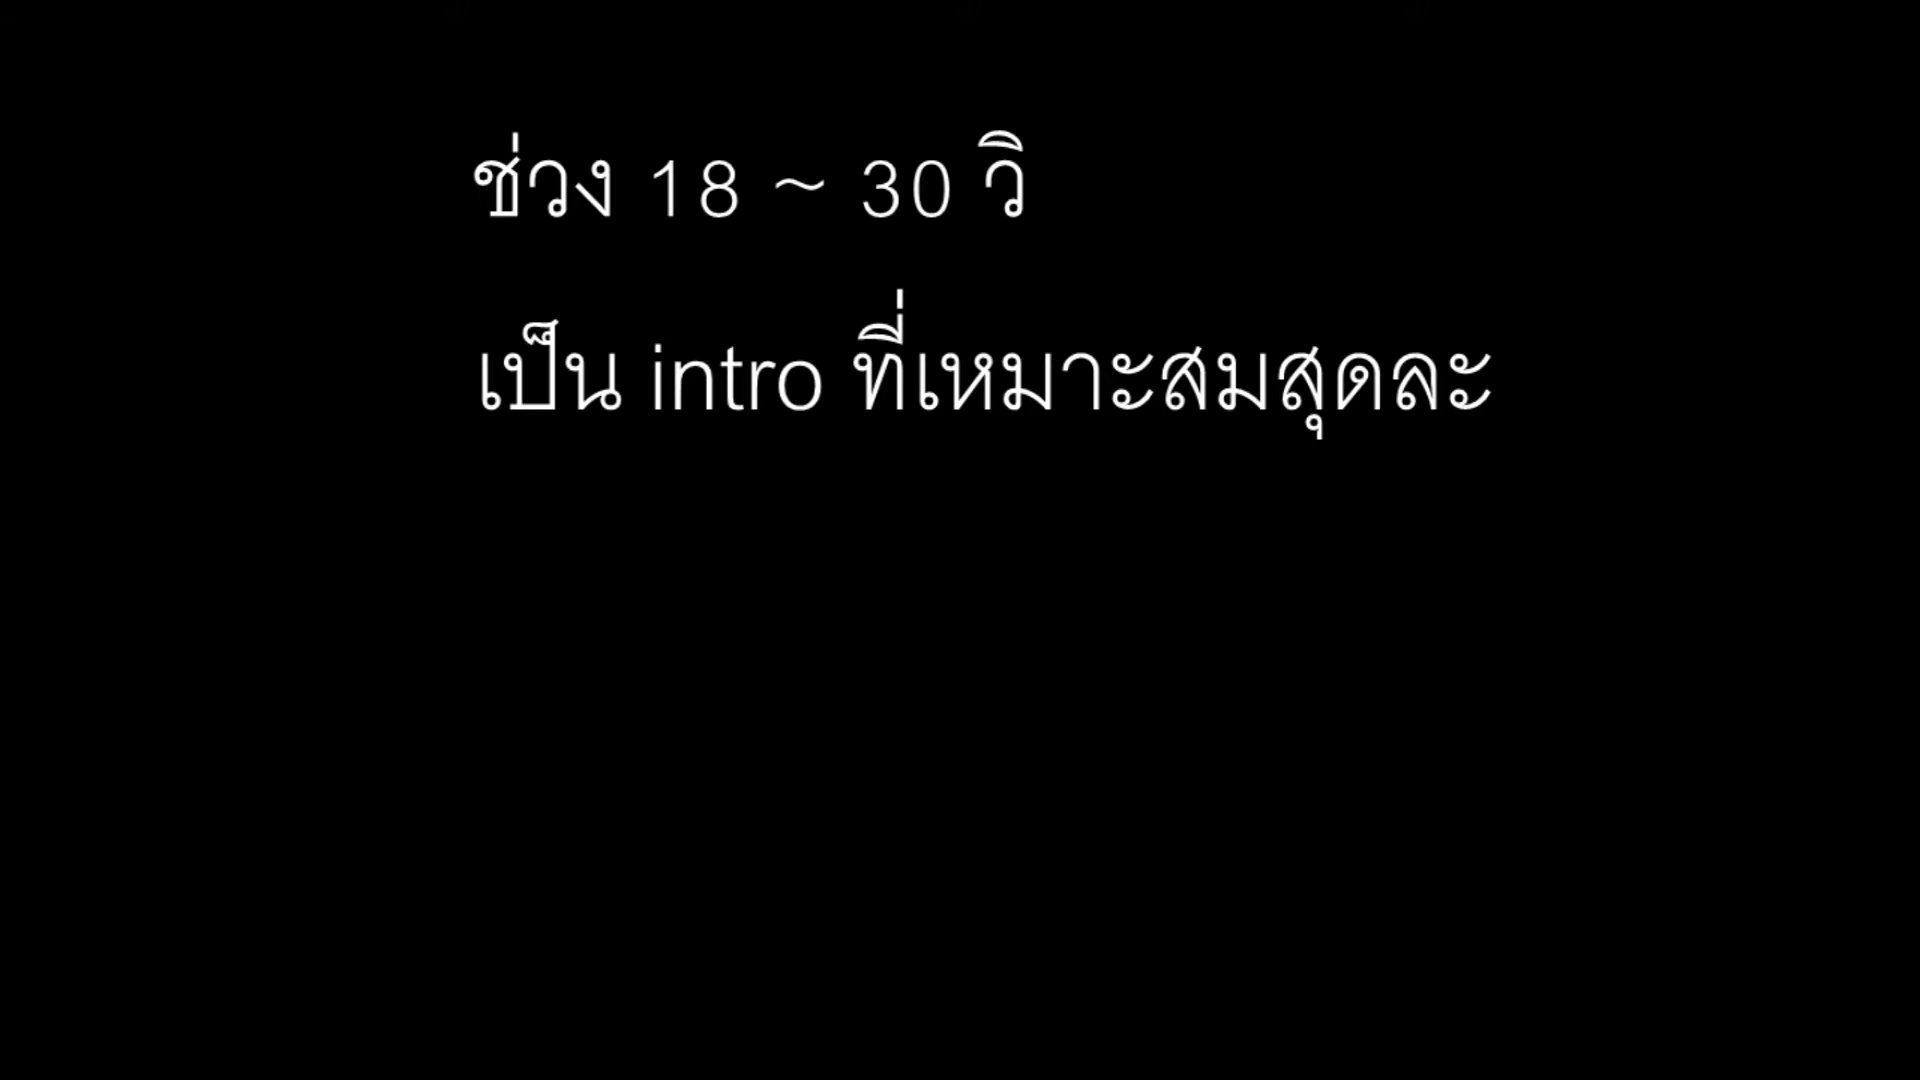 ช่วง 18 ~ 30 วิ
เป็น intro ที่เหมาะสมสุดละ